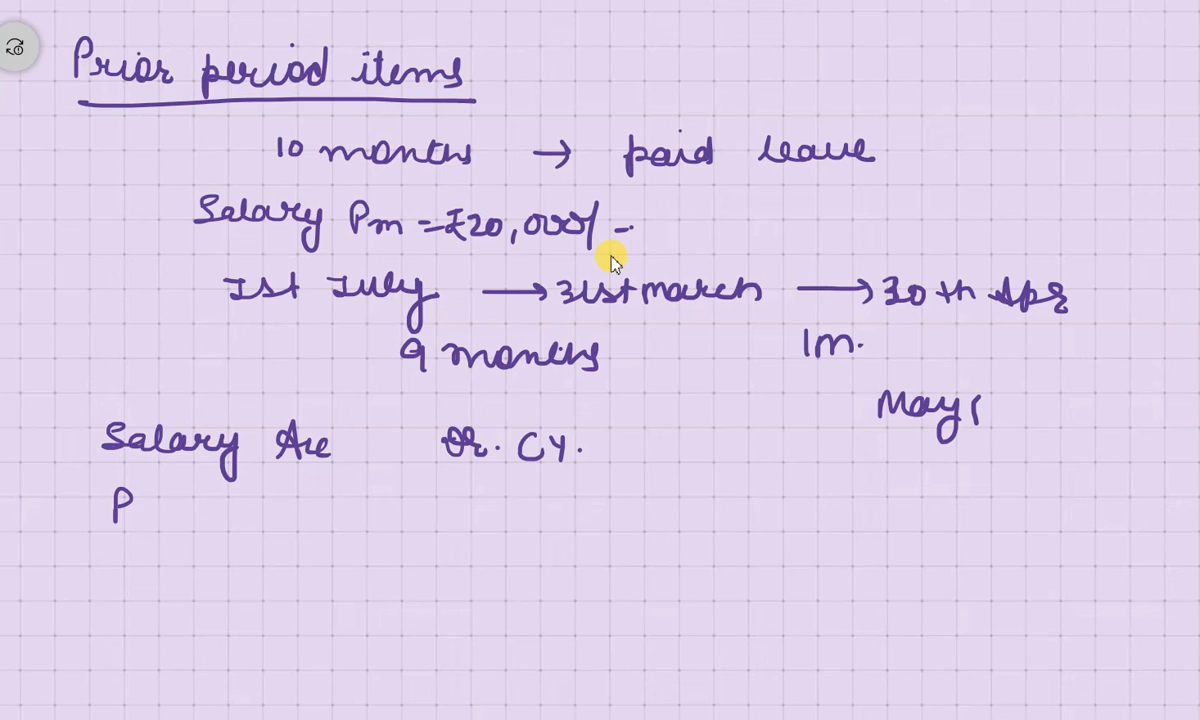 Prior period items
10 months → paid leave
Salary Pm = ₹20,000/-
Ist July → 31st march → 30th Apr
9 months 1m.
May (
Salary A/c Dr. CY.
P